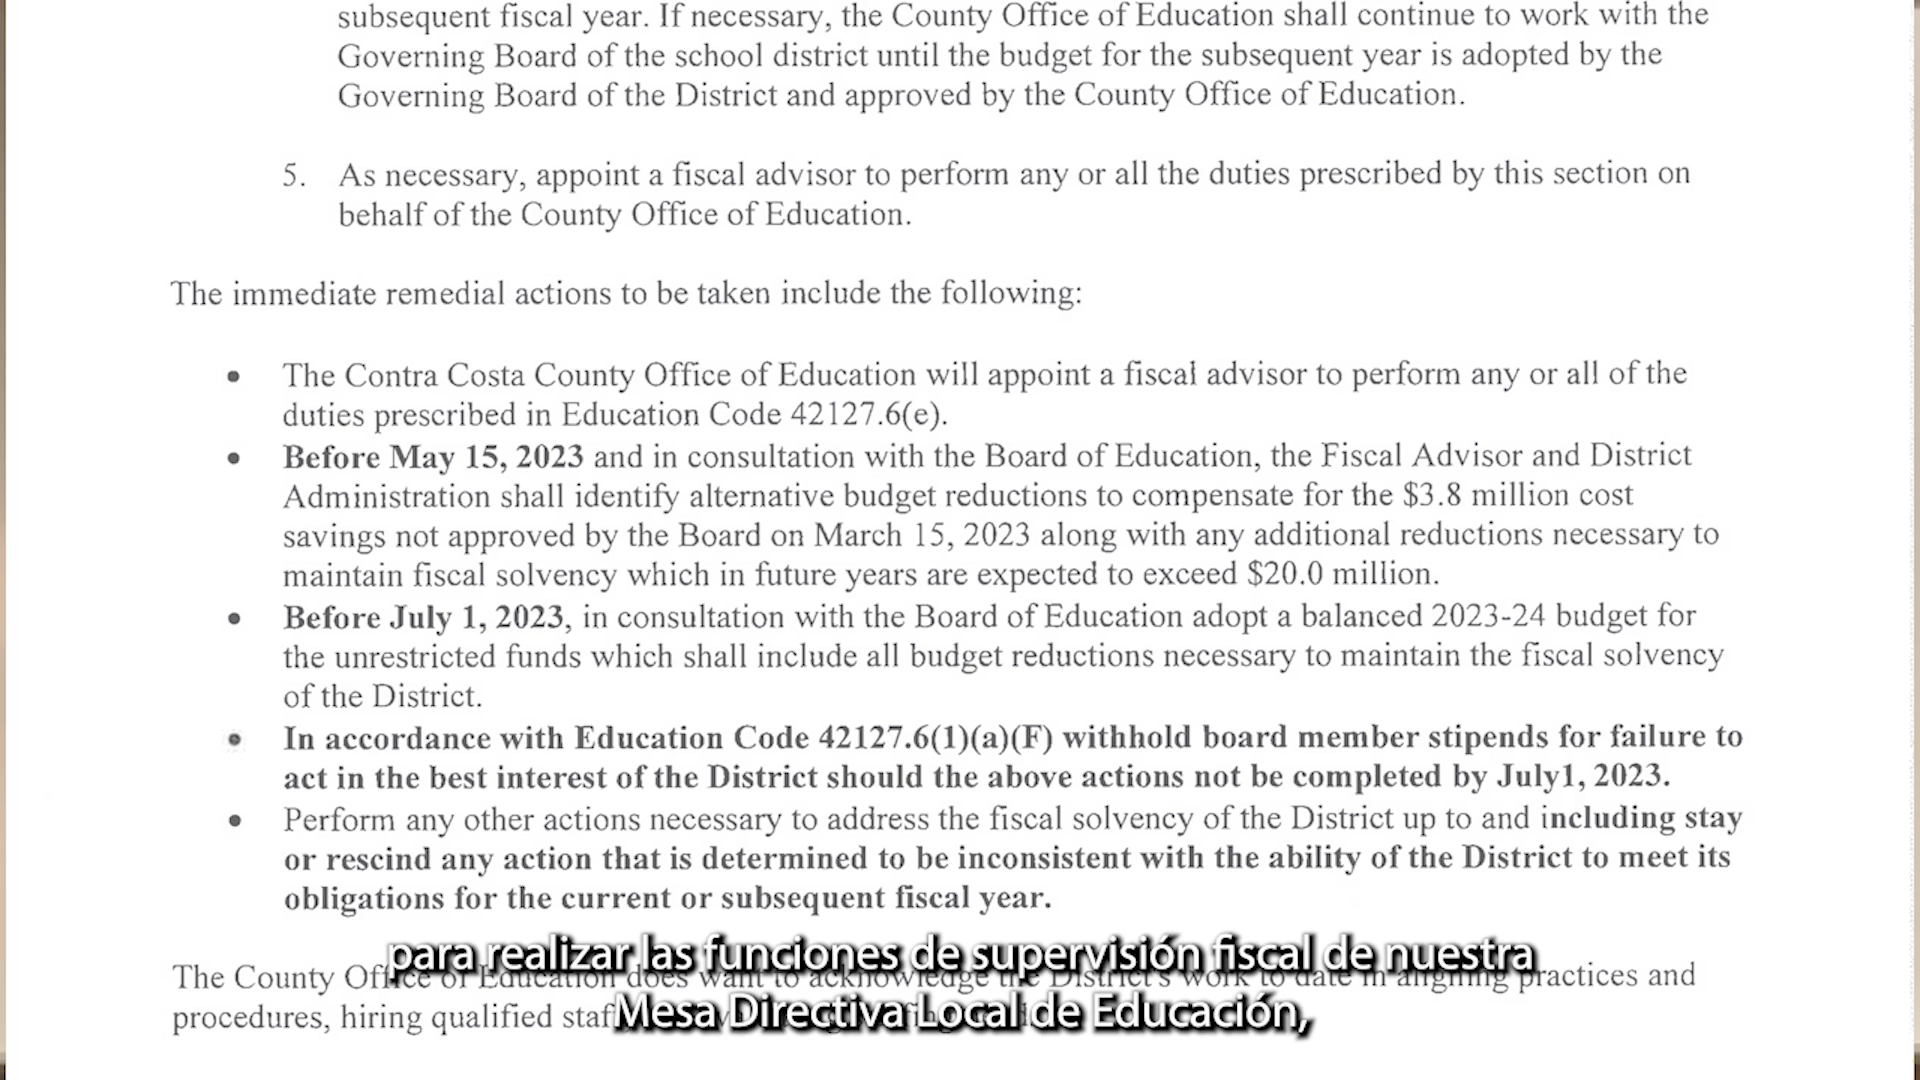 subsequent fiscal year. If necessary, the County Office of Education shall continue to work with the
Governing Board of the school district until the budget for the subsequent year is adopted by the
Governing Board of the District and approved by the County Office of Education.
5. As necessary, appoint a fiscal advisor to perform any or all the duties prescribed by this section on
behalf of the County Office of Education.
The immediate remedial actions to be taken include the following:
• The Contra Costa County Office of Education will appoint a fiscal advisor to perform any or all of the
duties prescribed in Education Code 42127.6(e).
• Before May 15, 2023 and in consultation with the Board of Education, the Fiscal Advisor and District
Administration shall identify alternative budget reductions to compensate for the $3.8 million cost
savings not approved by the Board on March 15, 2023 along with any additional reductions necessary to
maintain fiscal solvency which in future years are expected to exceed $20.0 million.
• Before July 1, 2023, in consultation with the Board of Education adopt a balanced 2023-24 budget for
the unrestricted funds which shall include all budget reductions necessary to maintain the fiscal solvency
of the District.
• In accordance with Education Code 42127.6(1)(a)(F) withhold board member stipends for failure to
act in the best interest of the District should the above actions not be completed by July1, 2023.
• Perform any other actions necessary to address the fiscal solvency of the District up to and including stay
or rescind any action that is determined to be inconsistent with the ability of the District to meet its
obligations for the current or subsequent fiscal year.
The County Office of Education does want to acknowledge the District's work to date in aligning practices and
procedures, hiring qualified staf
para realizar las funciones de supervisión fiscal de nuestra
Mesa Directiva Local de Educación,